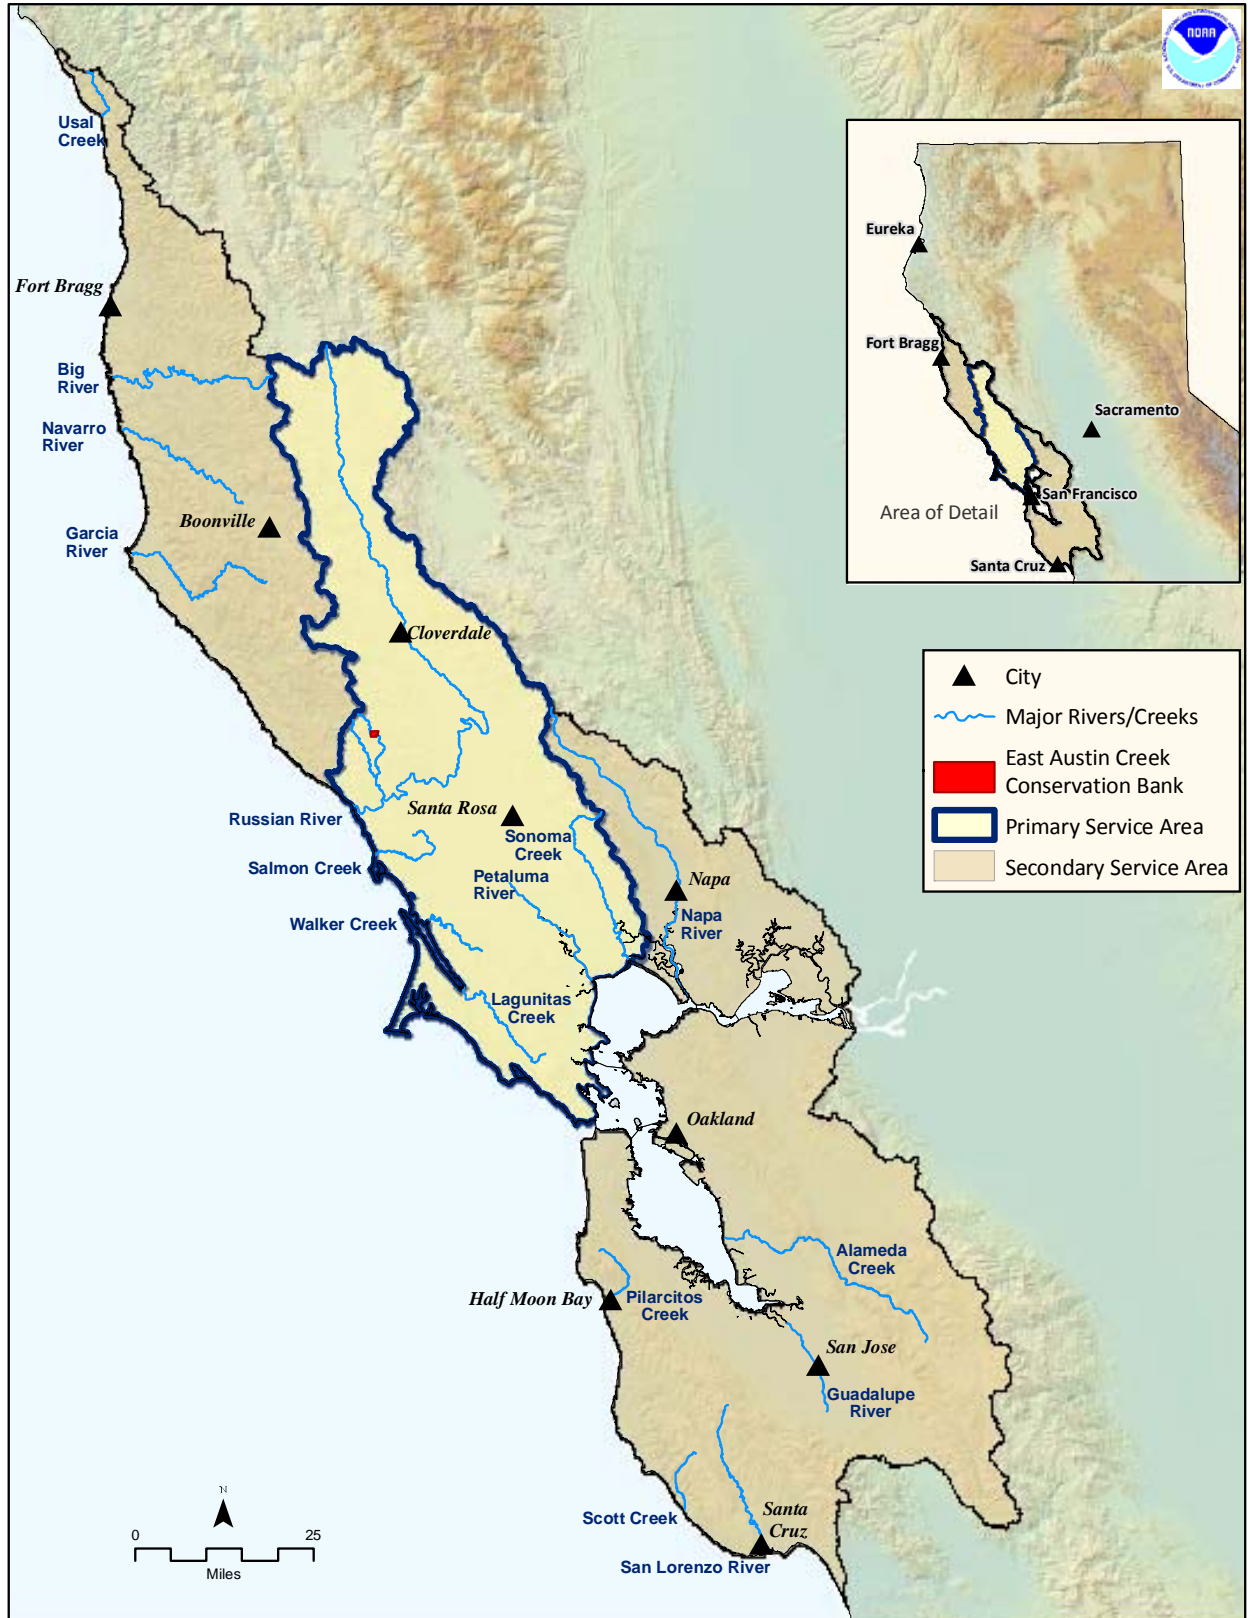 NOAA
Usal
Creek
Fort Bragg
Big
River
Navarro
River
Boonville
Garcia
River
Cloverdale
Russian River
Santa Rosa
Sonoma
Creek
Salmon Creek
Petaluma
River
Napa
Napa
River
Walker Creek
Lagunitas
Creek
Oakland
Alameda
Creek
Half Moon Bay
Pilarcitos
Creek
San Jose
Guadalupe
River
Scott Creek
Santa
Cruz
San Lorenzo River
Eureka
Fort Bragg
Sacramento
San Francisco
Area of Detail
Santa Cruz
City
Major Rivers/Creeks
East Austin Creek
Conservation Bank
Primary Service Area
Secondary Service Area
N
0 25
Miles